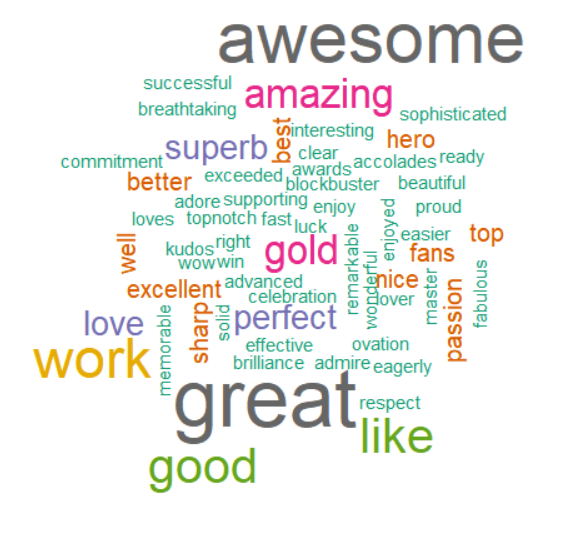 awesome
successful
amazing
breathtaking
sophisticated
best
interesting
hero
superb
clear
commitment
accolades
ready
awards
exceeded
better
blockbuster
beautiful
adore
supporting
enjoy
proud
loves
topnotch
fast
luck
enjoyed
easier
top
well
kudos
right
gold
remarkable
wonderful
fans
wow
win
nice
master
fabulous
passion
excellent
advanced
celebration
lover
memorable
love
sharp
solid
perfect
work
effective
ovation
brilliance
admire
eagerly
great
respect
like
good